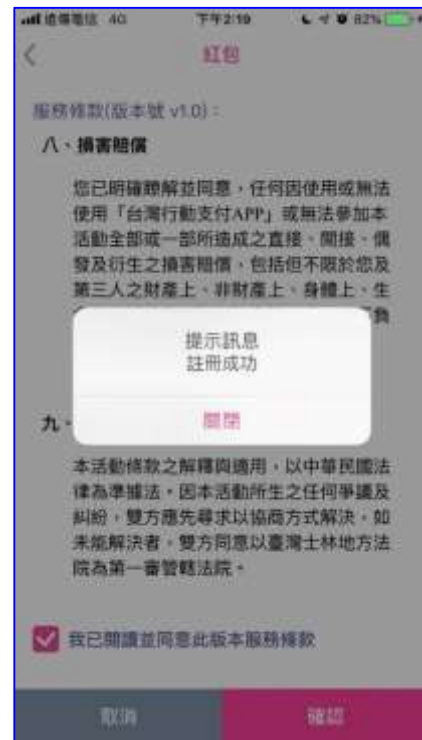 遠傳電信 4G 下午2:19 82%
紅包
服務條款(版本號 v1.0)：
八、損害賠償
您已明確瞭解並同意，任何因使用或無法
使用「台灣行動支付APP」或無法參加本
活動全部或一部所造成之直接、間接、偶
發及衍生之損害賠償，包括但不限於您及
第三人之財產上、非財產上、身體上、生
負
提示訊息
註冊成功
關閉
九、
本活動條款之解釋與適用，以中華民國法
律為準據法。因本活動所生之任何爭議及
糾紛，雙方應先尋求以協商方式解決，如
未能解決者，雙方同意以臺灣士林地方法
院為第一審管轄法院。
我已閱讀並同意此版本服務條款
取消 確認